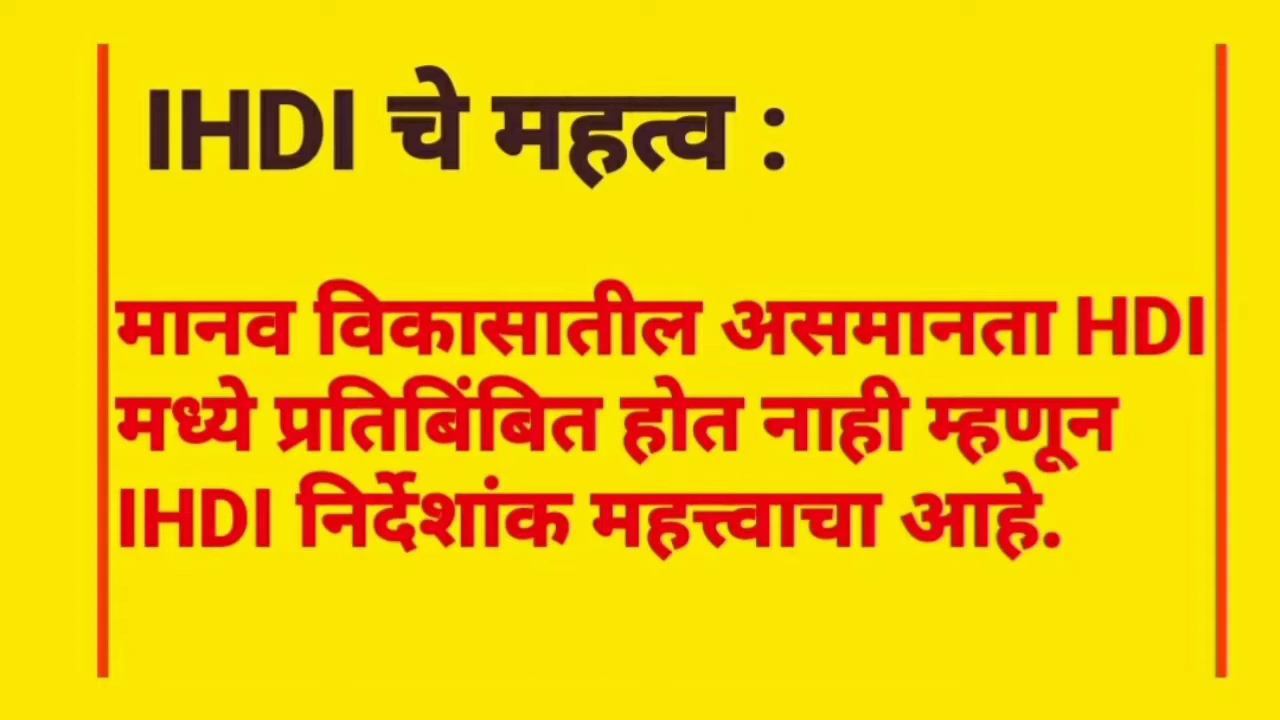 IHDI चे महत्व :
मानव विकासातील असमानता HDI
मध्ये प्रतिबिंबित होत नाही म्हणून
IHDI निर्देशांक महत्त्वाचा आहे.